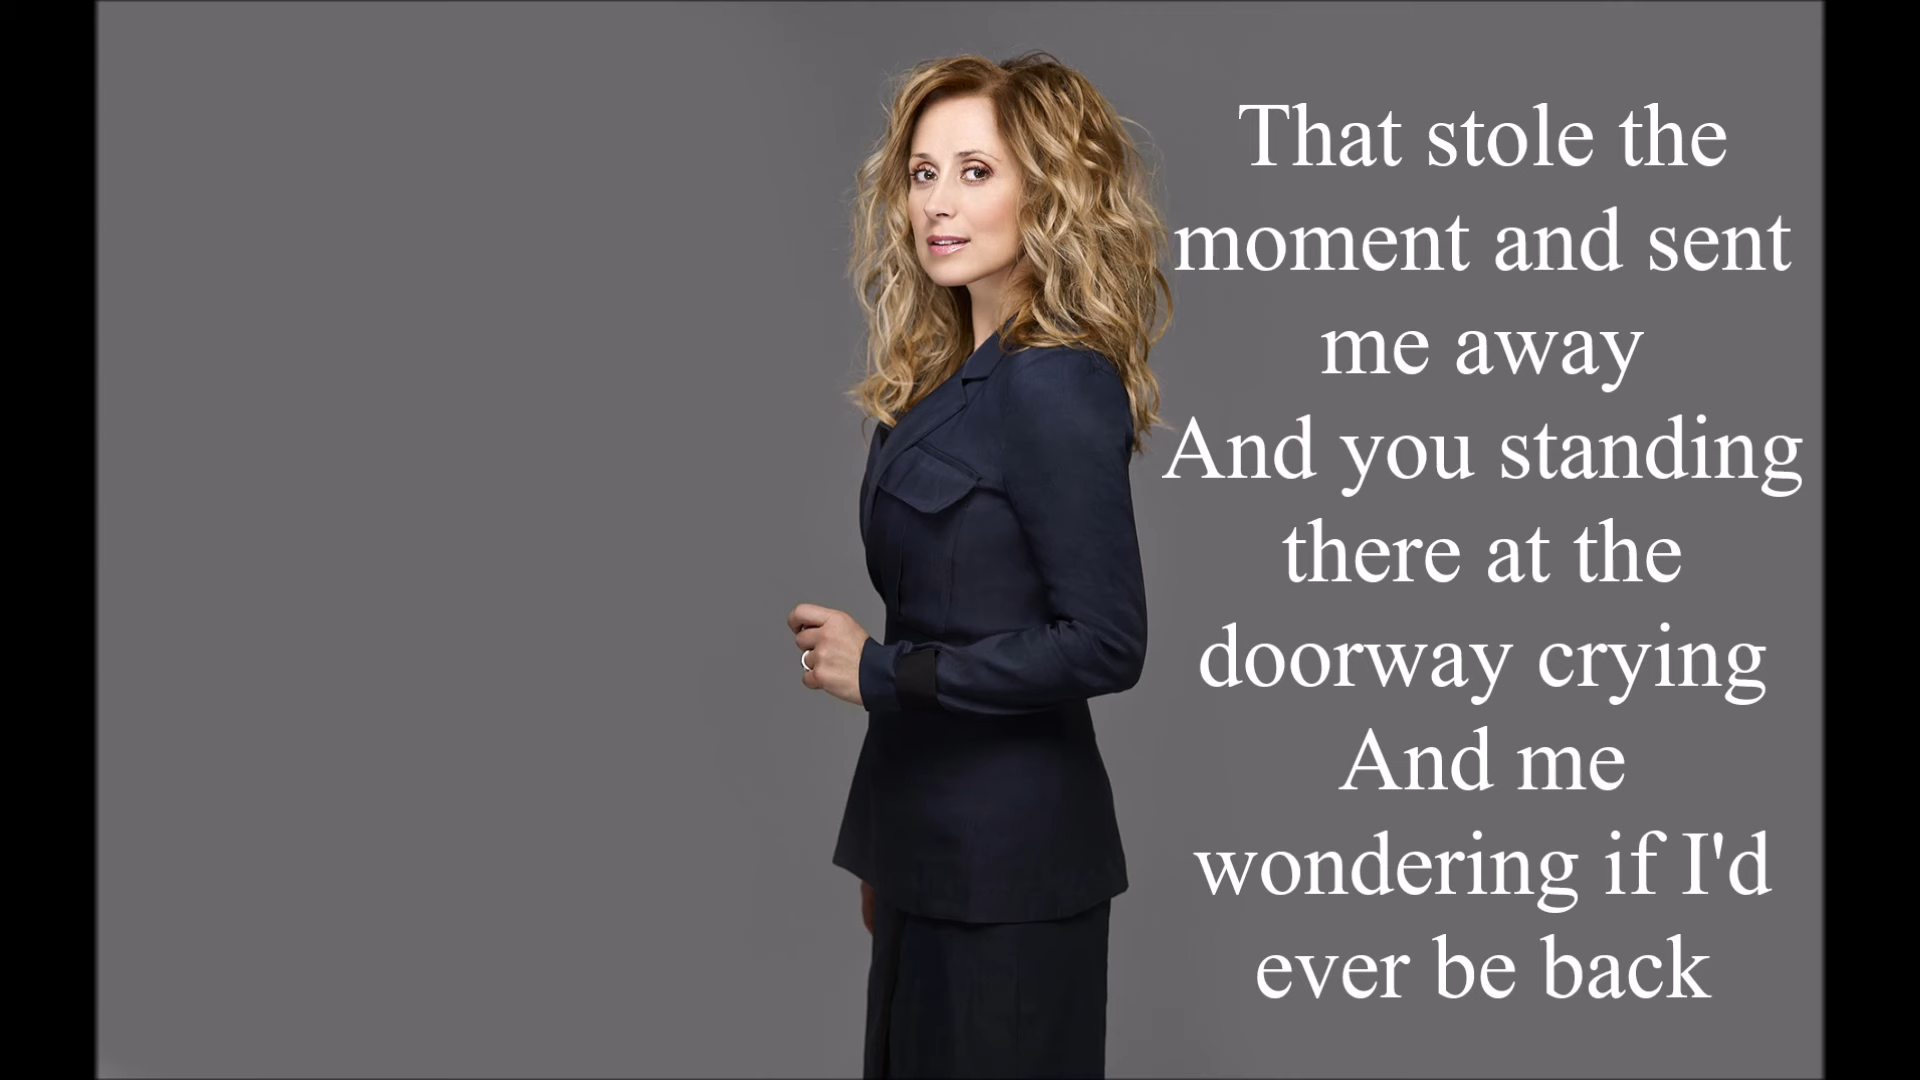 That stole the
moment and sent
me away
And you standing
there at the
doorway crying
And me
wondering if I'd
ever be back